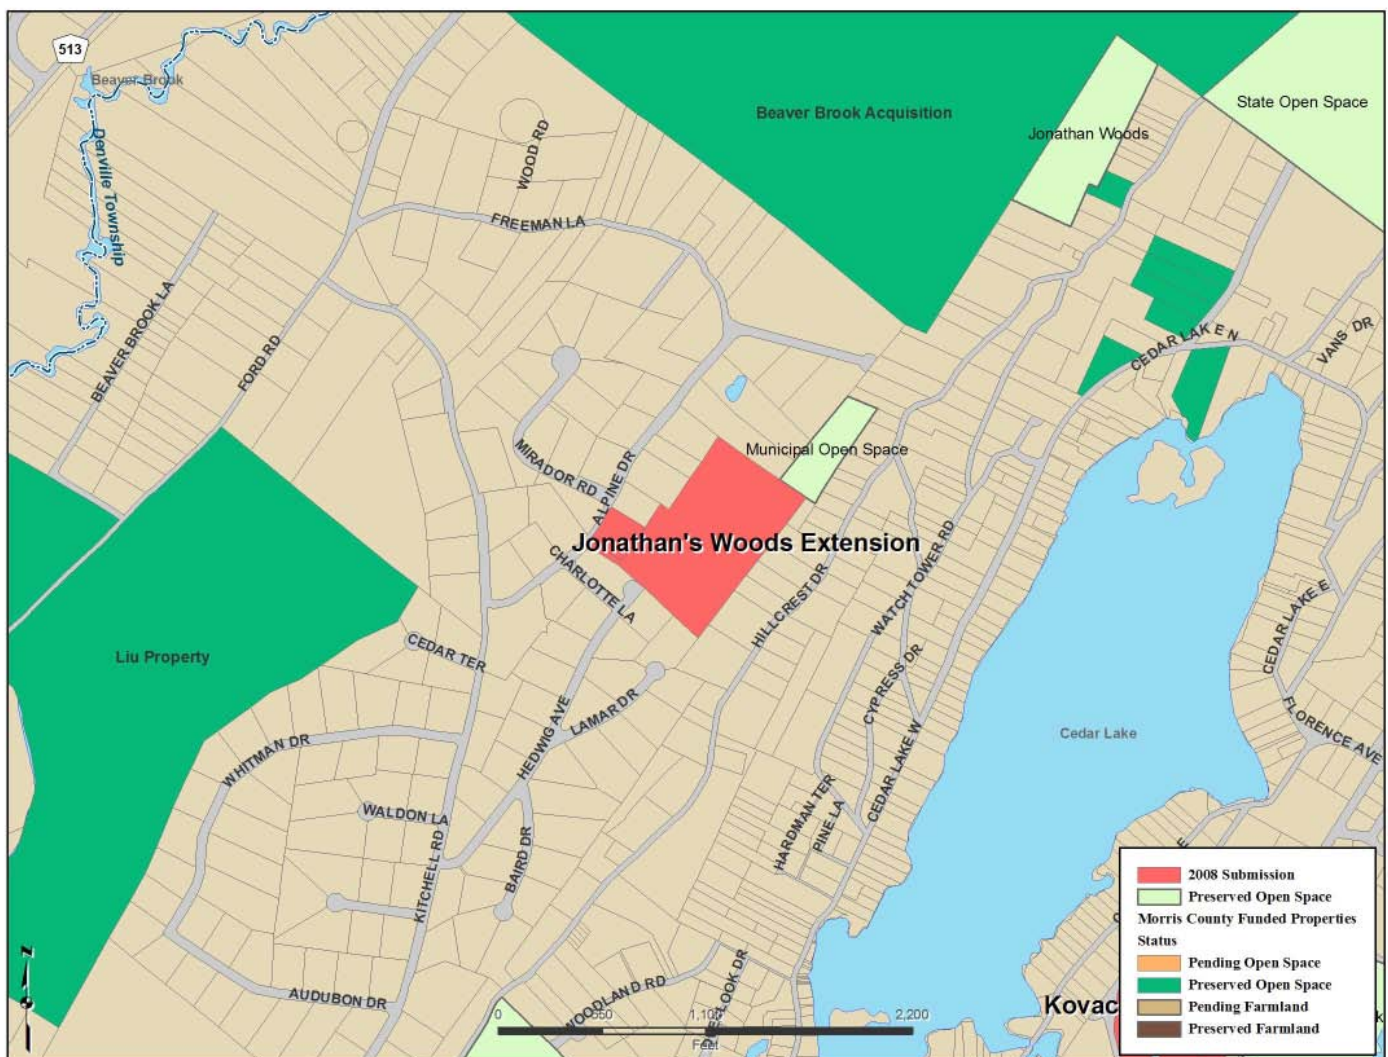 513
Beaver Brook
Denville Township
WOOD RD
Beaver Brook Acquisition
State Open Space
Jonathan Woods
FREEMAN LA
BEAVER BROOK LA
FORD RD
CEDAR LAKE N
VANS DR
MIRADOR RD
ALPINE DR
Municipal Open Space
Jonathan's Woods Extension
CHARLOTTE LA
HILLCREST DR
WATCH TOWER RD
CEDAR LAKE E
Liu Property
CEDAR TER
CYPRESS DR
HEDWIG AVE
LAMAR DR
FLORENCE AVE
Cedar Lake
WHITMAN DR
WALDON LA
CEDAR LAKE W
HARDMAN TER
PINE LA
KITCHELL RD
BAIRD DR
E
AUDUBON DR
WOODLAND RD
Kovac
k
N
0 550 1,100 2,200
Feet
2008 Submission
Preserved Open Space
Morris County Funded Properties
Status
Pending Open Space
Preserved Open Space
Pending Farmland
Preserved Farmland